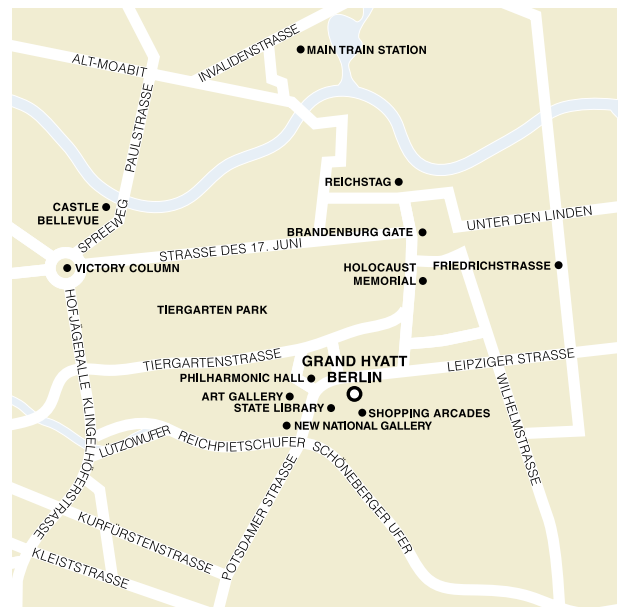 MAIN TRAIN STATION
INVALIDENSTRASSE
ALT-MOABIT
PAULSTRASSE
REICHSTAG
CASTLE
BELLEVUE
SPREEWEG
UNTER DEN LINDEN
BRANDENBURG GATE
STRASSE DES 17. JUNI
VICTORY COLUMN
HOLOCAUST
MEMORIAL
FRIEDRICHSTRASSE
TIERGARTEN PARK
HOFJÄGERALLE
TIERGARTENSTRASSE
GRAND HYATT
BERLIN
LEIPZIGER STRASSE
PHILHARMONIC HALL
ART GALLERY
STATE LIBRARY
SHOPPING ARCADES
NEW NATIONAL GALLERY
WILHELMSTRASSE
KLINGELHÖFERSTRASSE
LÜTZOWUFER
REICHPIETSCHUFER
SCHÖNEBERGER UFER
POTSDAMER STRASSE
KURFÜRSTENSTRASSE
KLEISTSTRASSE